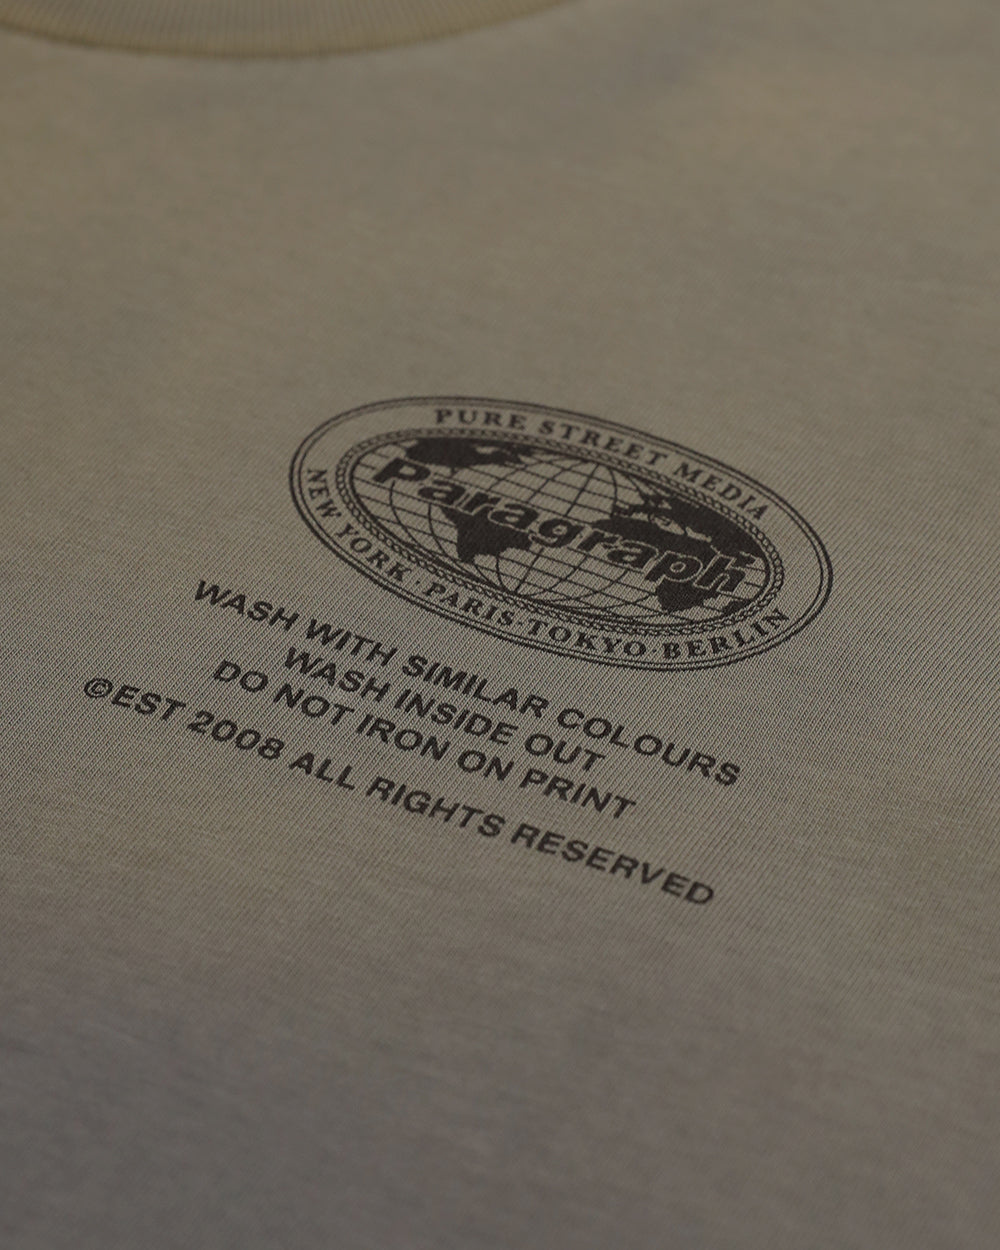 PURE STREET MEDIA
Paragraph
NEW YORK · PARIS · TOKYO · BERLIN
WASH WITH SIMILAR COLOURS
WASH INSIDE OUT
DO NOT IRON ON PRINT
©EST 2008 ALL RIGHTS RESERVED